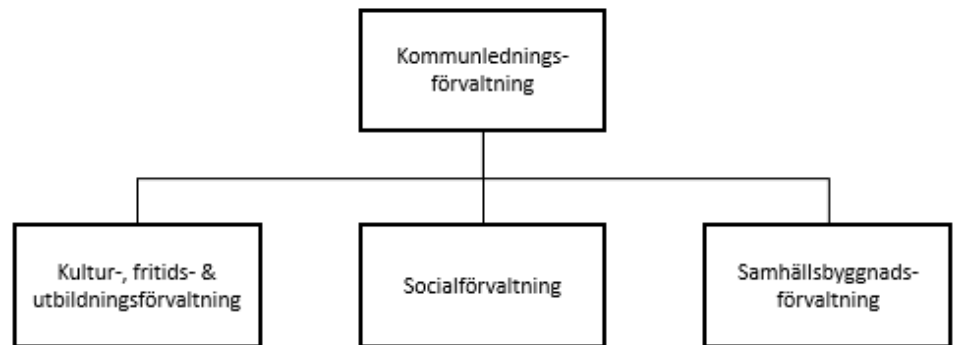 Kommunlednings-
förvaltning
Kultur-, fritids- &
utbildningsförvaltning
Socialförvaltning
Samhällsbyggnads-
förvaltning